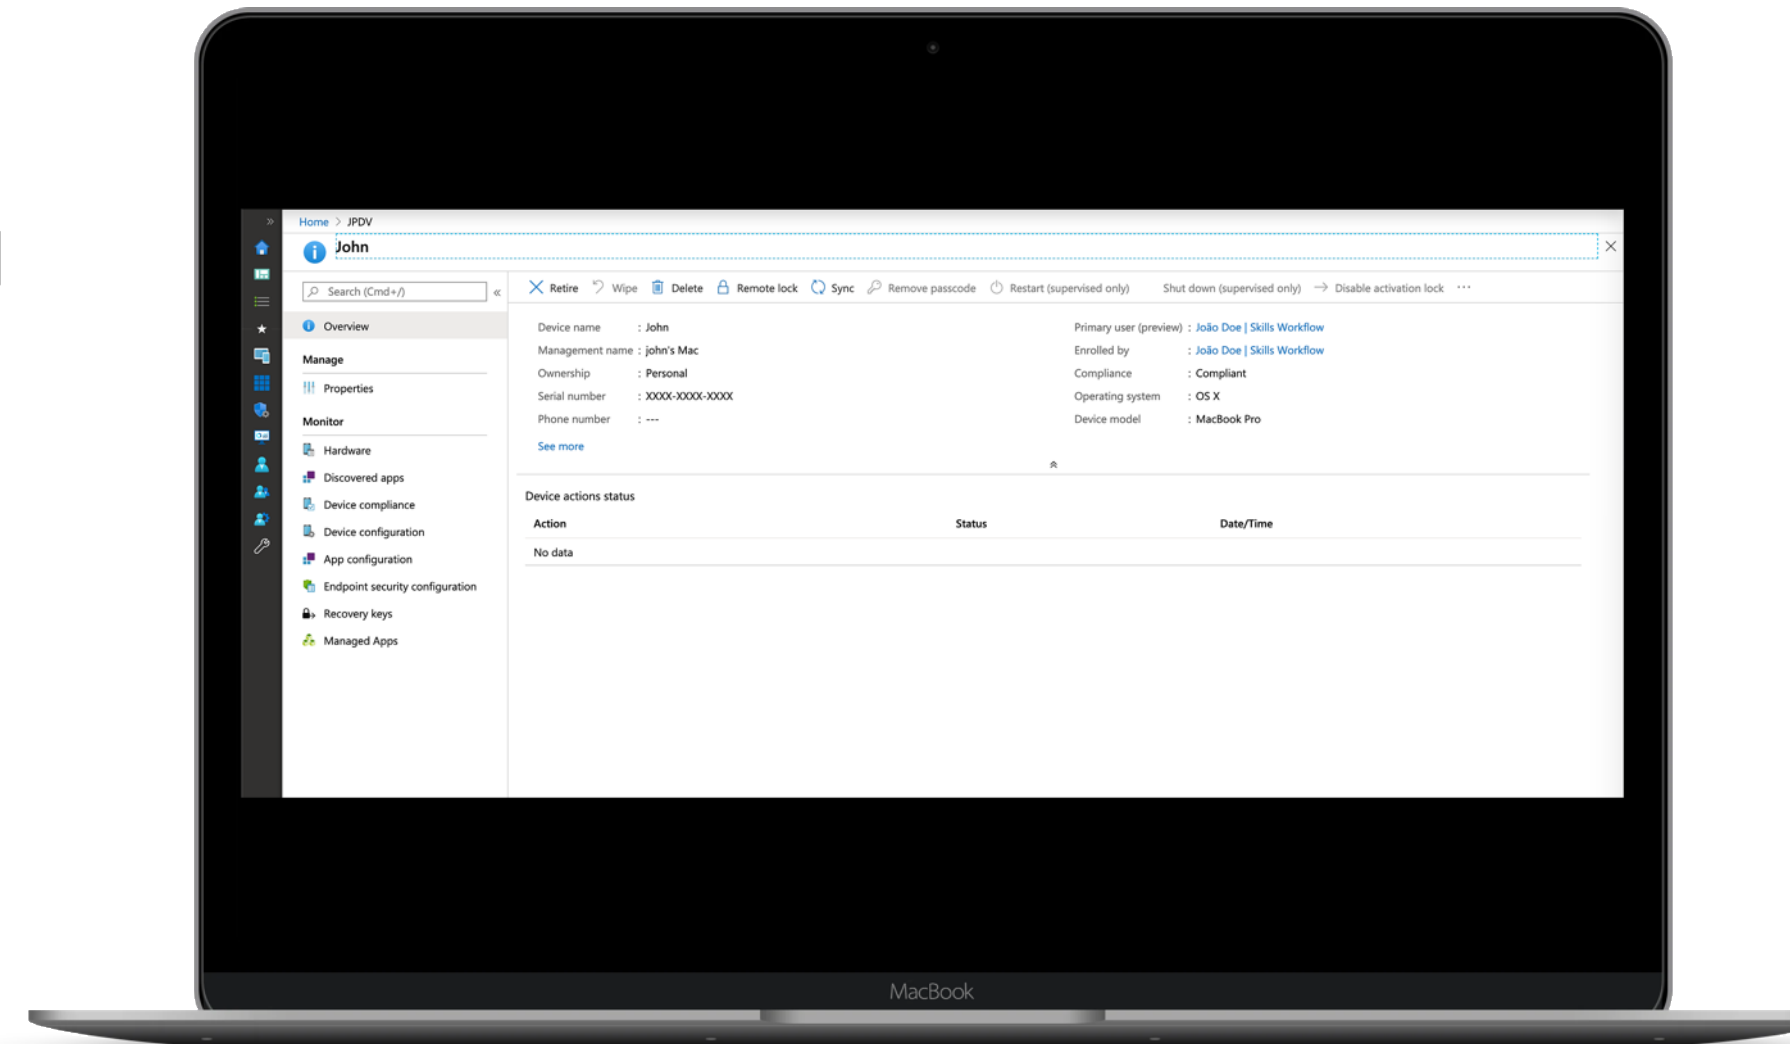 Home > JPDV
John
Search (Cmd+/)
Overview
Manage
Properties
Monitor
Hardware
Discovered apps
Device compliance
Device configuration
App configuration
Endpoint security configuration
Recovery keys
Managed Apps
Retire Wipe Delete Remote lock Sync Remove passcode Restart (supervised only) Shut down (supervised only) Disable activation lock ...
Device name : John
Management name : john's Mac
Ownership : Personal
Serial number : XXXX-XXXX-XXXX
Phone number : ---
See more
Primary user (preview) : João Doe | Skills Workflow
Enrolled by : João Doe | Skills Workflow
Compliance : Compliant
Operating system : OS X
Device model : MacBook Pro
Device actions status
Action Status Date/Time
No data
MacBook